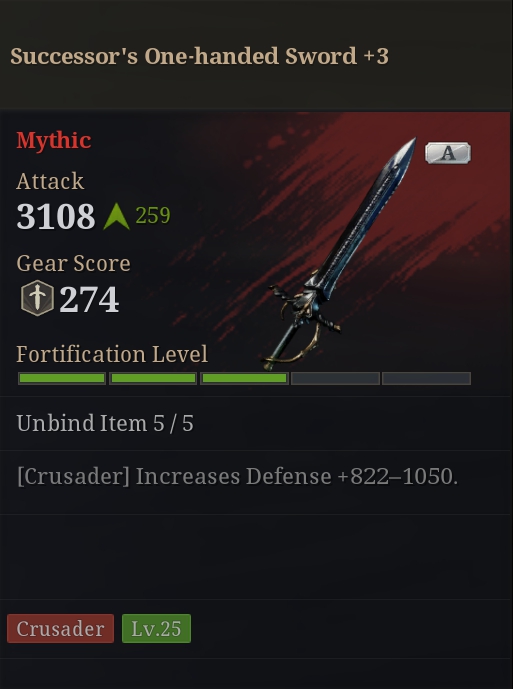 Successor's One-handed Sword +3
Mythic
A
Attack
3108 259
Gear Score
274
Fortification Level
Unbind Item 5 / 5
[Crusader] Increases Defense +822–1050.
Crusader Lv.25